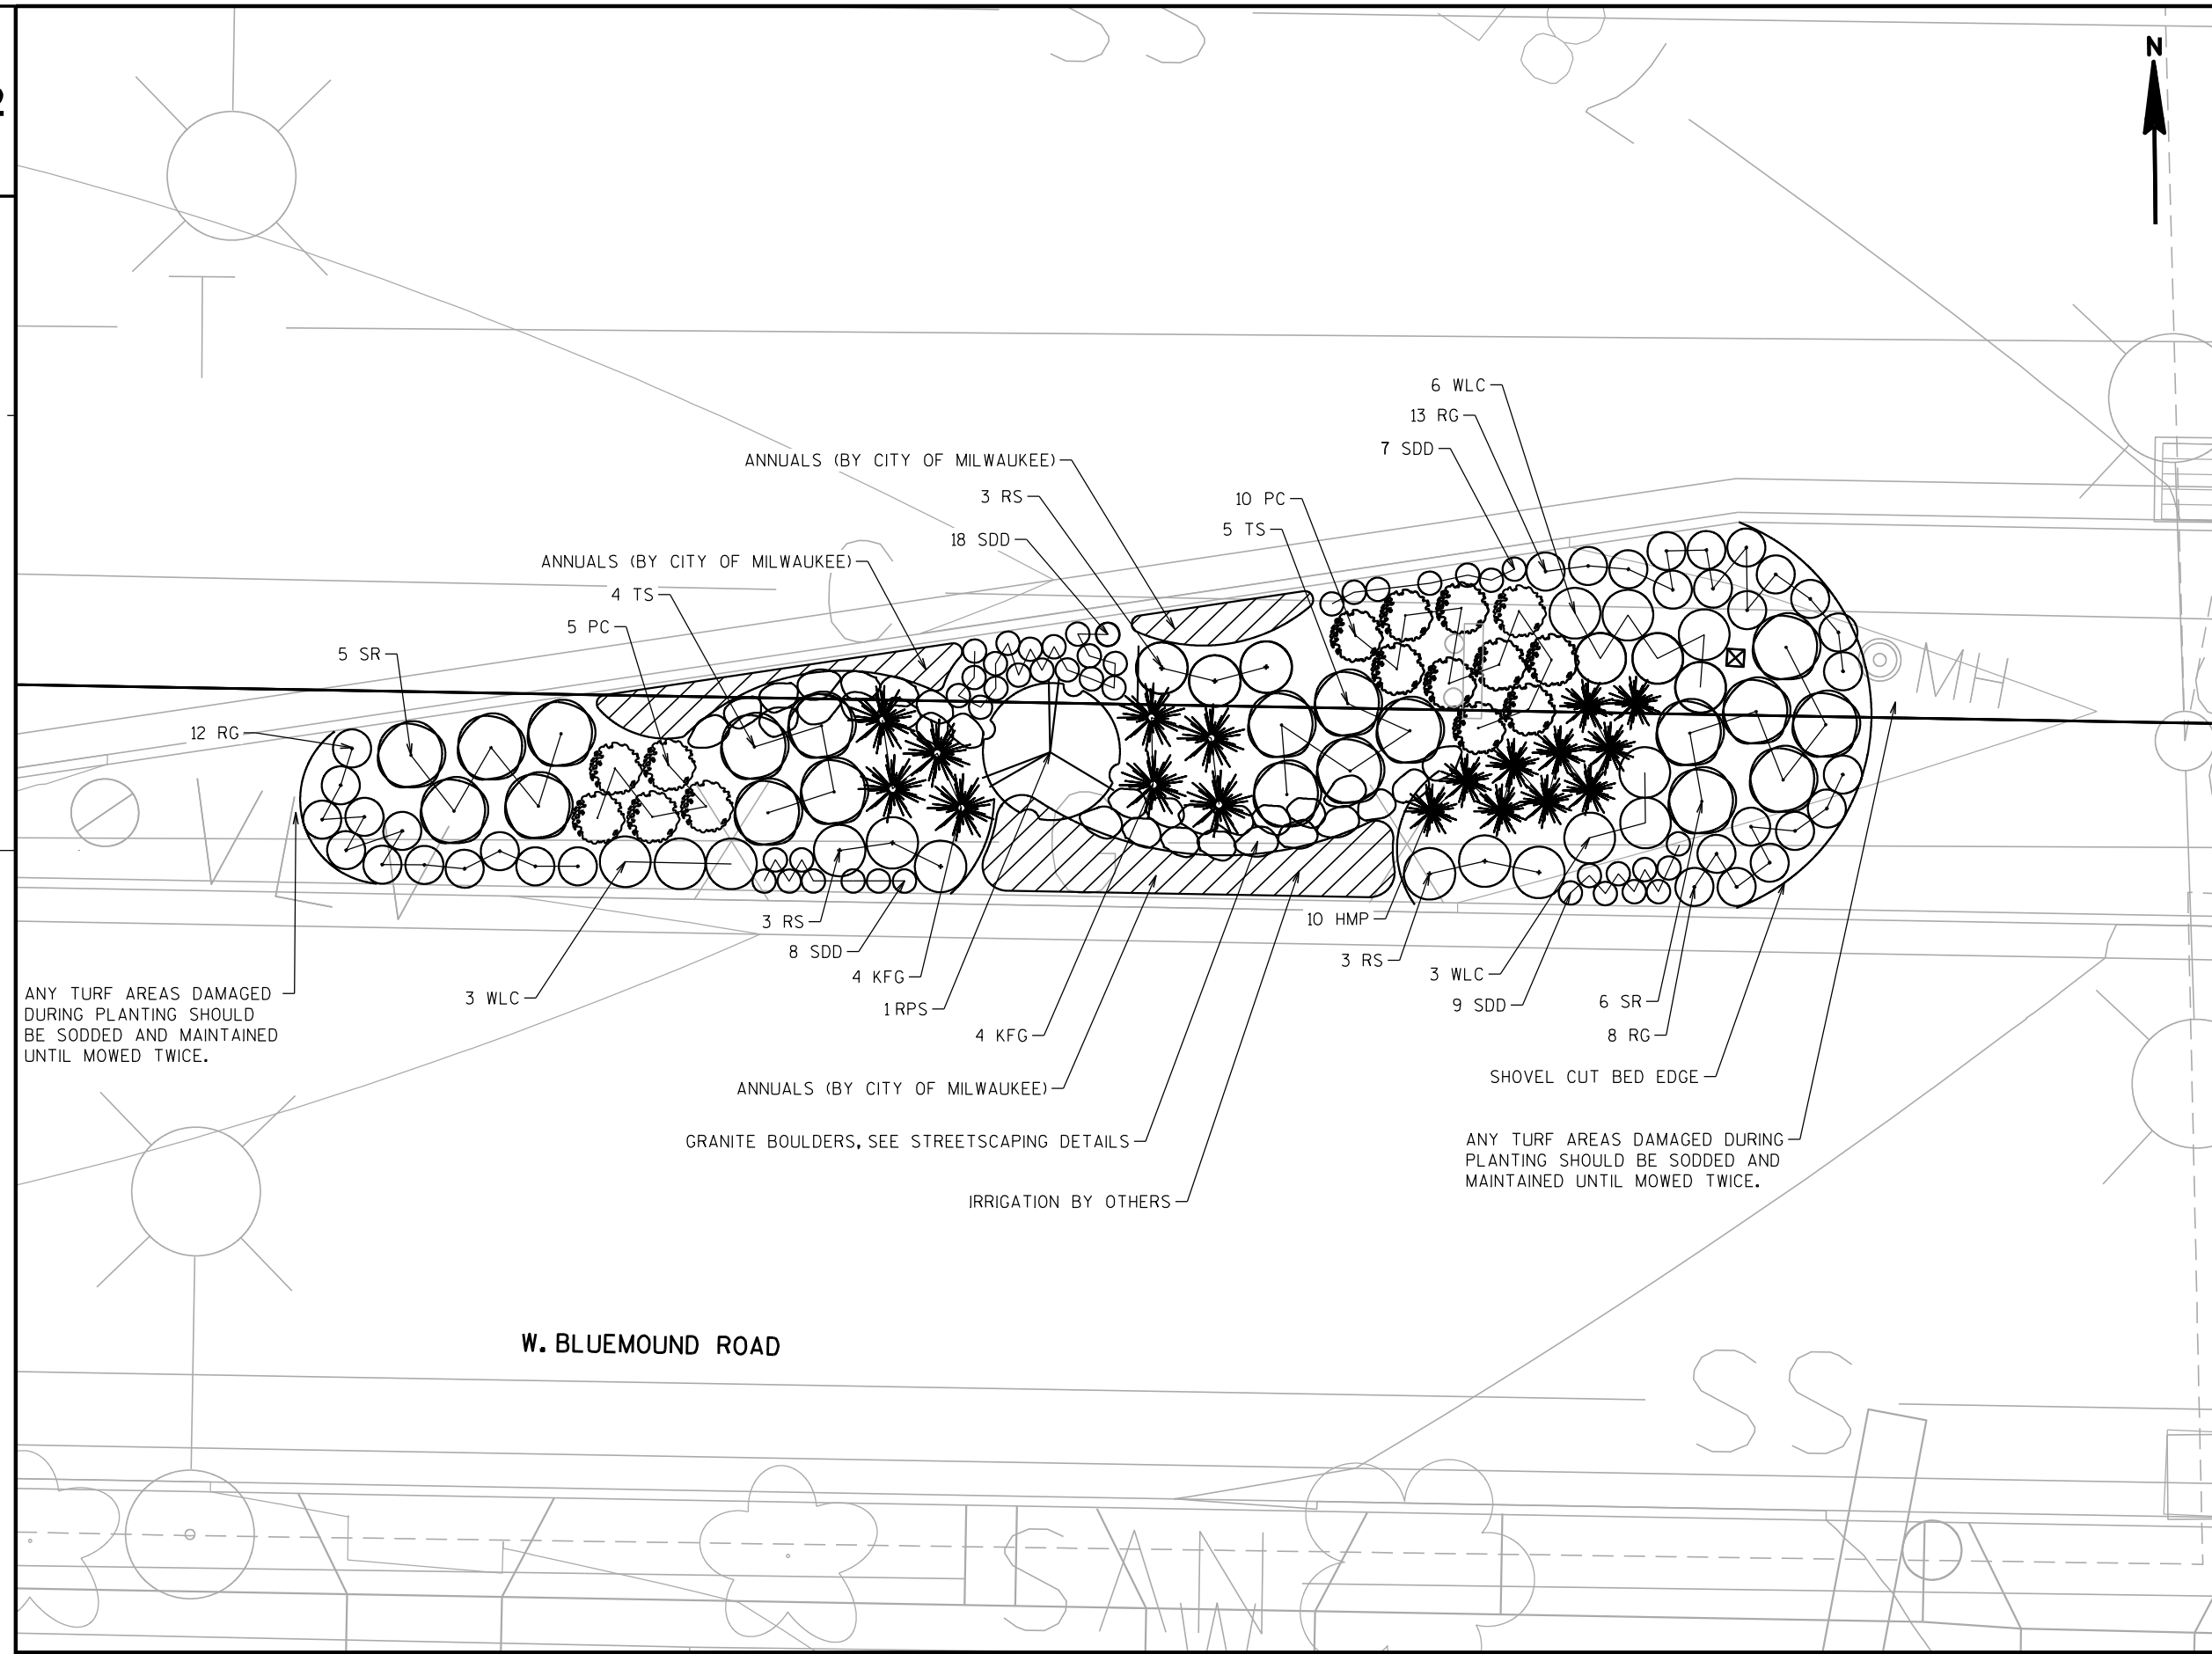 N
6 WLC
13 RG
7 SDD
ANNUALS (BY CITY OF MILWAUKEE)
3 RS
10 PC
5 TS
18 SDD
ANNUALS (BY CITY OF MILWAUKEE)
4 TS
5 PC
5 SR
12 RG
MH
3 RS
8 SDD
4 KFG
1 RPS
3 WLC
4 KFG
10 HMP
3 RS
3 WLC
9 SDD
6 SR
8 RG
SHOVEL CUT BED EDGE
ANY TURF AREAS DAMAGED
DURING PLANTING SHOULD
BE SODDED AND MAINTAINED
UNTIL MOWED TWICE.
ANNUALS (BY CITY OF MILWAUKEE)
GRANITE BOULDERS, SEE STREETSCAPING DETAILS
IRRIGATION BY OTHERS
ANY TURF AREAS DAMAGED DURING
PLANTING SHOULD BE SODDED AND
MAINTAINED UNTIL MOWED TWICE.
W. BLUEMOUND ROAD
SS
SS